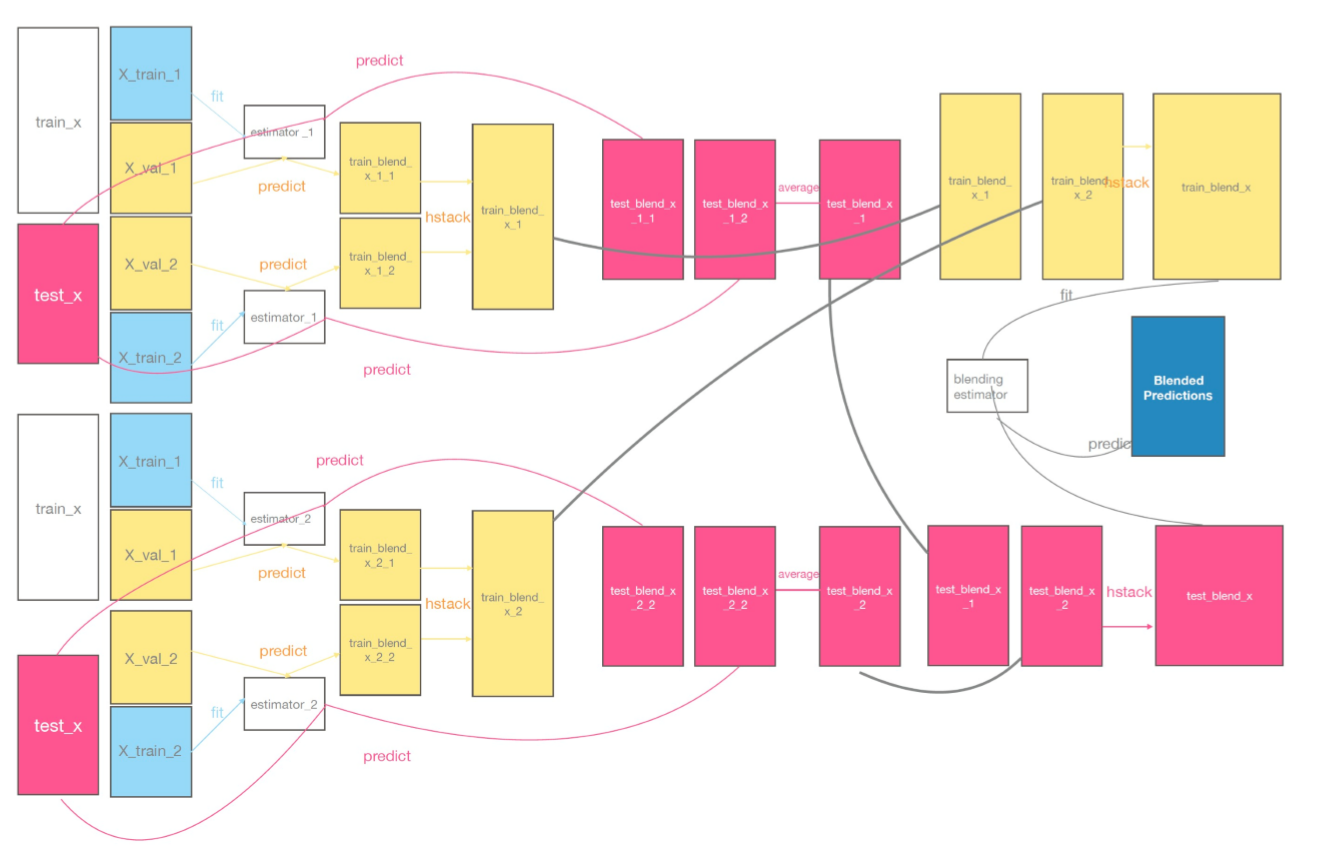 predict
X_train_1
fit
train_x
estimator _1
X_val_1
predict
train_blend_
x_1_1
hstack
train_blend_
x_1
test_blend_x
_1_1
test_blend_x
_1_2
average
test_blend_x
_1
train_blend_
x_1
train_blend_
x_2
hstack
train_blend_x
test_x
X_val_2
predict
train_blend_
x_1_2
fit
estimator_1
X_train_2
predict
fit
blending
estimator
Blended
Predictions
predic
predict
X_train_1
fit
train_x
estimator_2
X_val_1
predict
train_blend_
x_2_1
hstack
train_blend_
x_2
test_blend_x
_2_2
test_blend_x
_2_2
average
test_blend_x
_2
test_blend_x
_1
test_blend_x
_2
hstack
test_blend_x
X_val_2
predict
train_blend_
x_2_2
test_x
fit
estimator_2
X_train_2
predict